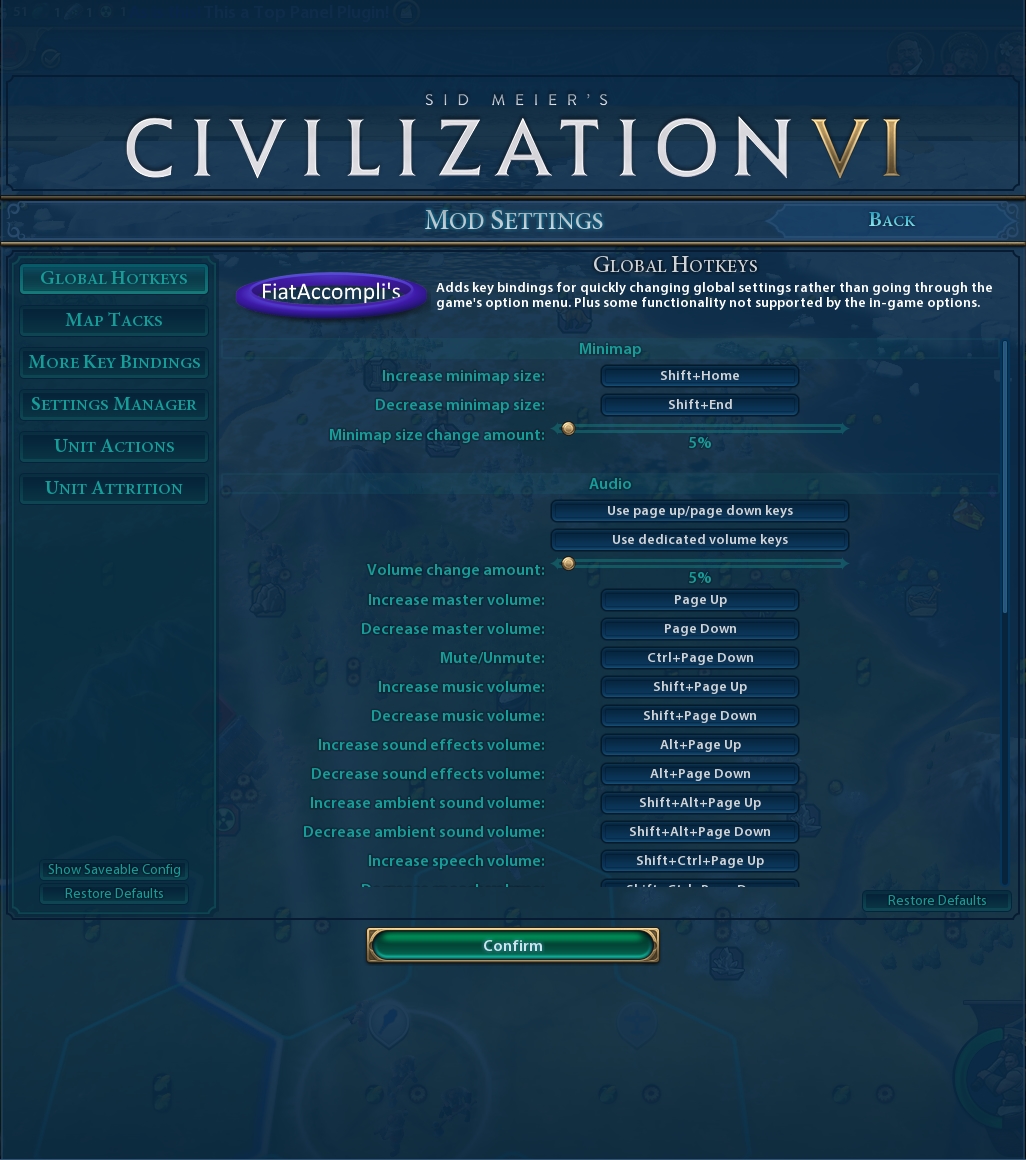 This a Top Panel Plugin!
SID MEIER'S
CIVILIZATION VI
MOD SETTINGS
BACK
GLOBAL HOTKEYS
MAP TACKS
MORE KEY BINDINGS
SETTINGS MANAGER
UNIT ACTIONS
UNIT ATTRITION
Show Saveable Config
Restore Defaults
FiatAccompli's
GLOBAL HOTKEYS
Adds key bindings for quickly changing global settings rather than going through the
game's option menu. Plus some functionality not supported by the in-game options.
Minimap
Increase minimap size: Shift+Home
Decrease minimap size: Shift+End
Minimap size change amount: 5%
Audio
Use page up/page down keys
Use dedicated volume keys
Volume change amount: 5%
Increase master volume: Page Up
Decrease master volume: Page Down
Mute/Unmute: Ctrl+Page Down
Increase music volume: Shift+Page Up
Decrease music volume: Shift+Page Down
Increase sound effects volume: Alt+Page Up
Decrease sound effects volume: Alt+Page Down
Increase ambient sound volume: Shift+Alt+Page Up
Decrease ambient sound volume: Shift+Alt+Page Down
Increase speech volume: Shift+Ctrl+Page Up
Restore Defaults
Confirm